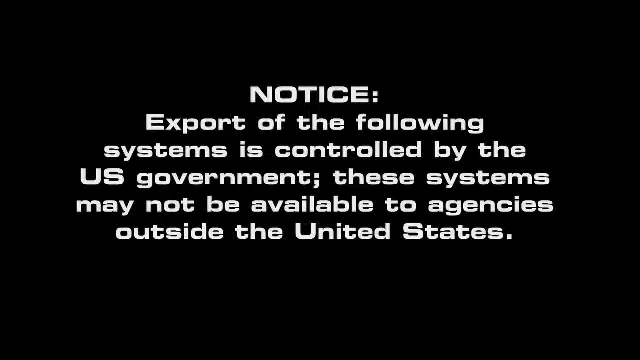 NOTICE:
Export of the following
systems is controlled by the
US government; these systems
may not be available to agencies
outside the United States.